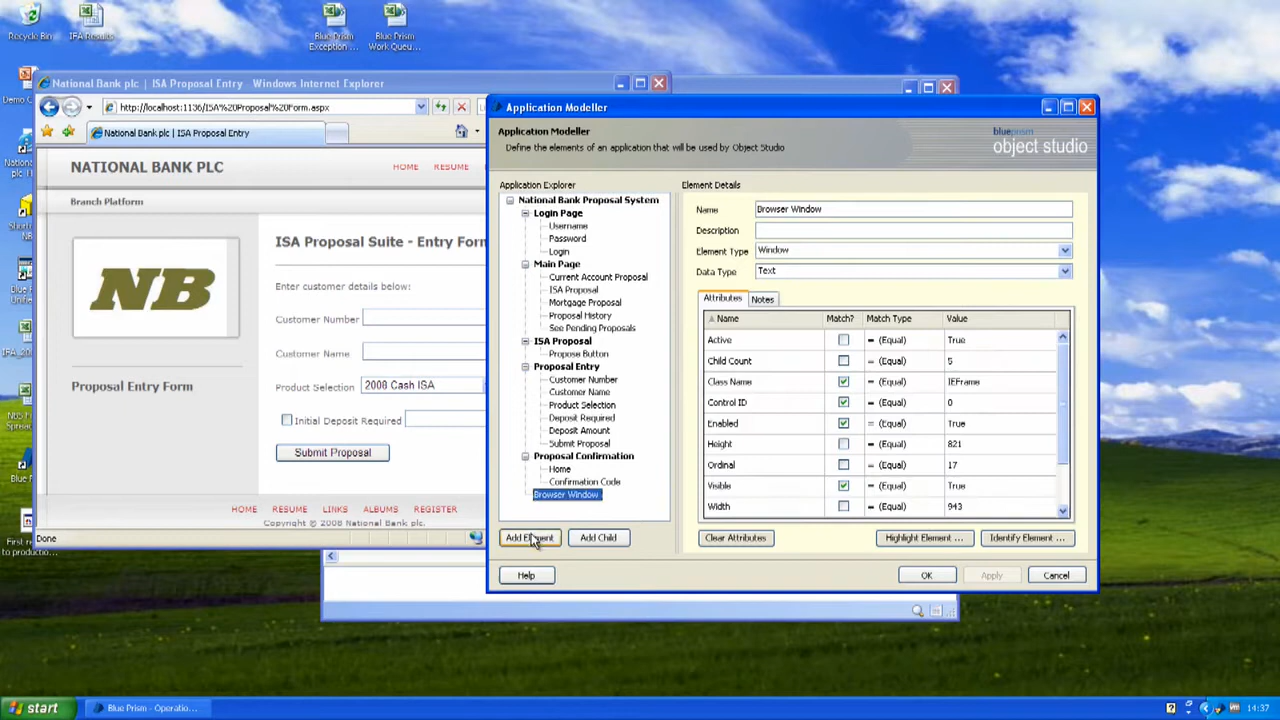 Recycle Bin
IFA Results
Blue Prism
Exception ...
Blue Prism
Work Queu...
National Bank plc | ISA Proposal Entry - Windows Internet Explorer
http://localhost:1136/ISA%20Proposal%20Form.aspx
National Bank plc | ISA Proposal Entry
NATIONAL BANK PLC
HOME
RESUME
Branch Platform
NB
Proposal Entry Form
ISA Proposal Suite - Entry Form
Enter customer details below:
Customer Number
Customer Name
Product Selection
2008 Cash ISA
Initial Deposit Required
Submit Proposal
HOME
RESUME
LINKS
ALBUMS
REGISTER
Copyright © 2008 National Bank plc.
Done
Application Modeller
Application Modeller
Define the elements of an application that will be used by Object Studio
blueprism
object studio
Application Explorer
National Bank Proposal System
Login Page
Username
Password
Login
Main Page
Current Account Proposal
ISA Proposal
Mortgage Proposal
Proposal History
See Pending Proposals
ISA Proposal
Propose Button
Proposal Entry
Customer Number
Customer Name
Product Selection
Deposit Required
Deposit Amount
Submit Proposal
Proposal Confirmation
Home
Confirmation Code
Browser Window
Add Element
Add Child
Help
Element Details
Name
Browser Window
Description
Element Type
Window
Data Type
Text
Attributes
Notes
Name Match? Match Type Value
Active = (Equal) True
Child Count = (Equal) 5
Class Name = (Equal) IEFrame
Control ID = (Equal) 0
Enabled = (Equal) True
Height = (Equal) 821
Ordinal = (Equal) 17
Visible = (Equal) True
Width = (Equal) 943
Clear Attributes
Highlight Element ...
Identify Element ...
OK
Apply
Cancel
start
Blue Prism - Operatio...
14:37